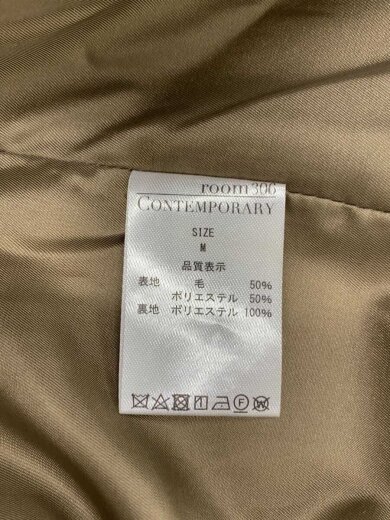 room306
CONTEMPORARY
SIZE
M
品質表示
表地 毛 50%
ポリエステル 50%
裏地 ポリエステル 100%